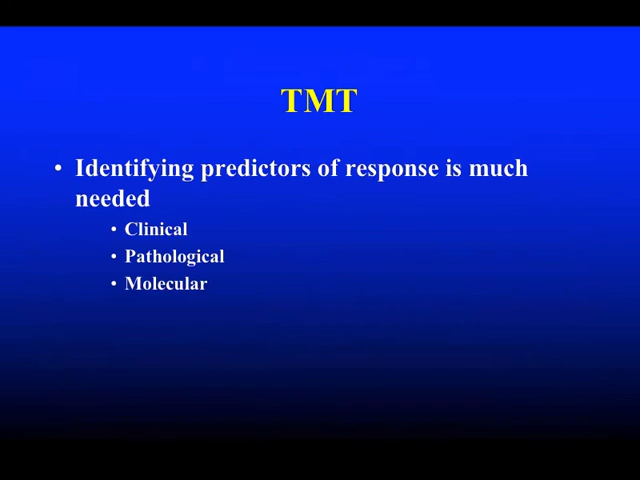 TMT
• Identifying predictors of response is much
needed
• Clinical
• Pathological
• Molecular